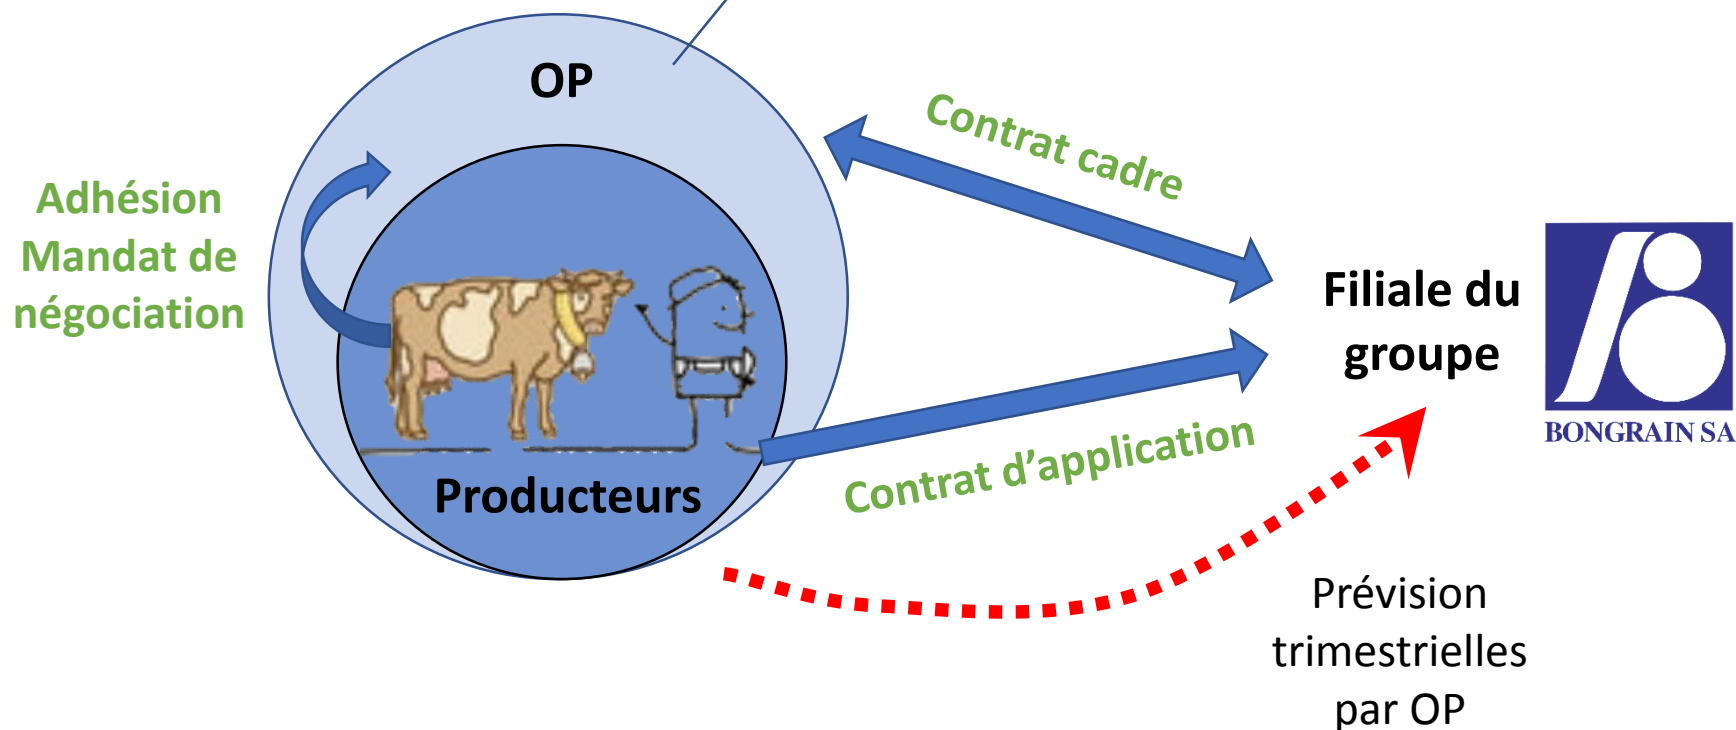 OP
Contrat cadre
Adhésion
Mandat de
négociation
Filiale du
groupe
BONGRAIN SA
Contrat d’application
Producteurs
Prévision
trimestrielles
par OP